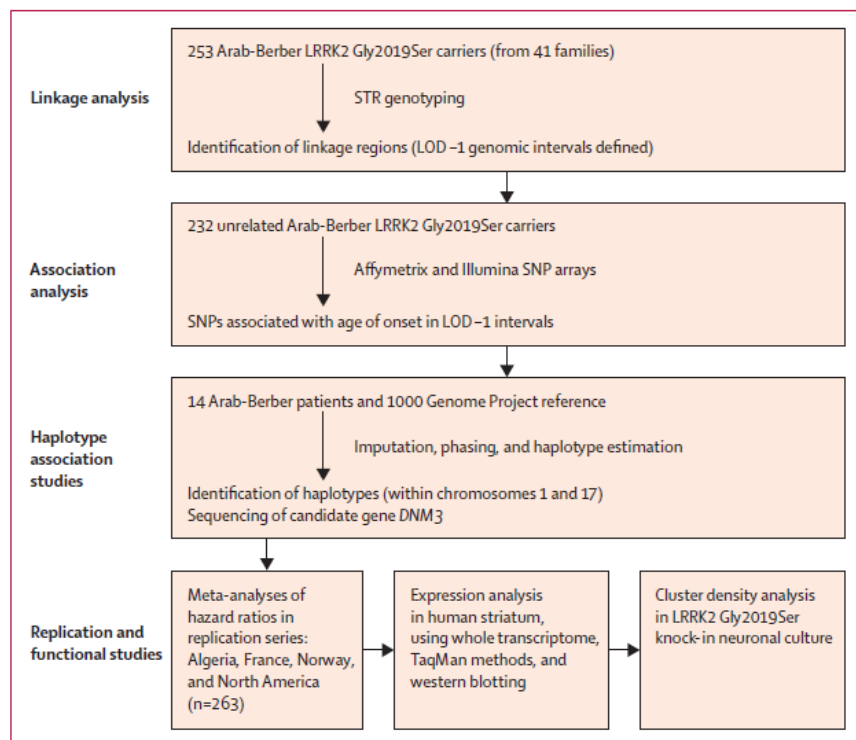 253 Arab-Berber LRRK2 Gly2019Ser carriers (from 41 families)
Linkage analysis
STR genotyping
Identification of linkage regions (LOD –1 genomic intervals defined)
232 unrelated Arab-Berber LRRK2 Gly2019Ser carriers
Association
analysis
Affymetrix and Illumina SNP arrays
SNPs associated with age of onset in LOD –1 intervals
14 Arab-Berber patients and 1000 Genome Project reference
Haplotype
association
studies
Imputation, phasing, and haplotype estimation
Identification of haplotypes (within chromosomes 1 and 17)
Sequencing of candidate gene DNM3
Replication and
functional studies
Meta-analyses of
hazard ratios in
replication series:
Algeria, France, Norway,
and North America
(n=263)
Expression analysis
in human striatum,
using whole transcriptome,
TaqMan methods, and
western blotting
Cluster density analysis
in LRRK2 Gly2019Ser
knock-in neuronal culture